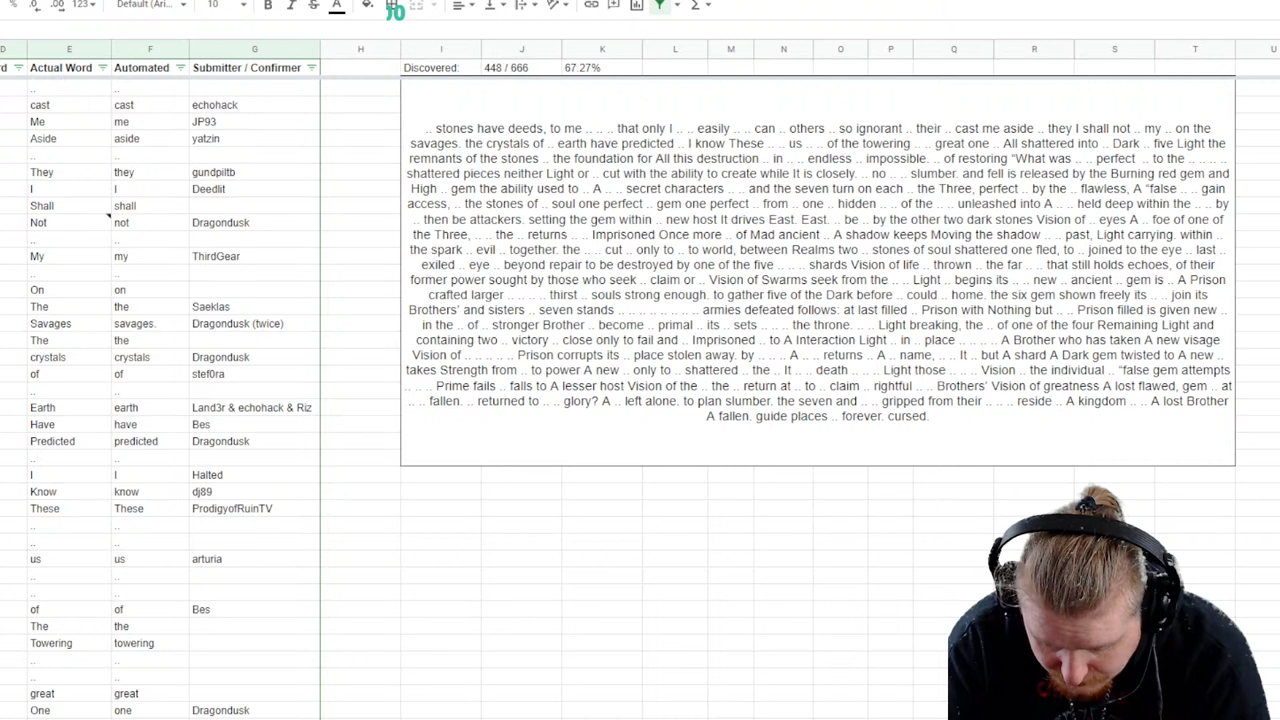 % .0 .00 123 Default (Ari... 10 B I S A
70
D E F G H I J K L M N O P Q R S T U
d Actual Word Automated Submitter / Confirmer Discovered: 448 / 666 67.27%
.. ..
cast cast echohack
Me me JP93
Aside aside yatzin
.. ..
They they gundpiltb
I I Deedlit
Shall shall
Not not Dragondusk
.. ..
My my ThirdGear
.. ..
On on
The the Saeklas
Savages savages. Dragondusk (twice)
The the
crystals crystals Dragondusk
of of stef0ra
.. ..
Earth earth Land3r & echohack & Riz
Have have Bes
Predicted predicted Dragondusk
.. ..
I I Halted
Know know dj89
These These ProdigyofRuinTV
.. ..
.. ..
us us arturia
.. ..
.. ..
of of Bes
The the
Towering towering
.. ..
.. ..
great great
One one Dragondusk
.. stones have deeds, to me .. .. .. that only I .. easily .. .. can .. others .. so ignorant .. their .. cast me aside .. they I shall not .. my .. on the
savages. the crystals of .. earth have predicted .. I know These .. .. us .. .. of the towering .. .. great one .. All shattered into .. Dark .. five Light the
remnants of the stones .. the foundation for All this destruction .. in .. .. endless .. impossible. .. of restoring “What was .. .. perfect .. to the .. .. .. ..
shattered pieces neither Light or .. cut with the ability to create while It is closely. .. no .. .. slumber. and fell is released by the Burning red gem and
High .. gem the ability used to .. A .. .. secret characters .. .. and the seven turn on each .. the Three, perfect .. by the .. flawless, A “false .. .. gain
access, .. the stones of .. soul one perfect .. gem one perfect .. from .. one .. hidden .. .. of the .. .. unleashed into A .. .. held deep within the .. .. by
.. then be attackers. setting the gem within .. new host It drives East. East. .. be .. by the other two dark stones Vision of .. eyes A .. foe of one of
the Three, .. .. the .. returns .. Imprisoned Once more .. of Mad ancient .. A shadow keeps Moving the shadow .. .. past, Light carrying. within ..
the spark .. evil .. together. the .. .. cut .. only to .. to world, between Realms two .. stones of soul shattered one fled, to .. joined to the eye .. last ..
exiled .. eye .. beyond repair to be destroyed by one of the five .. .. .. shards Vision of life .. thrown .. the far .. .. that still holds echoes, of their
former power sought by those who seek .. claim or .. Vision of Swarms seek from the .. .. Light .. begins its .. .. new .. ancient .. gem is .. A Prison
crafted larger .. .. .. .. thirst .. souls strong enough. to gather five of the Dark before .. could .. home. the six gem shown freely its .. .. join its
Brothers’ and sisters .. seven stands .. .. .. .. .. .. .. .. armies defeated follows: at last filled .. Prison with Nothing but .. .. Prison filled is given new ..
in the .. of .. stronger Brother .. become .. primal .. its .. sets .. .. the throne. .. .. Light breaking, the .. of one of the four Remaining Light and
containing two .. victory .. close only to fail and .. Imprisoned .. to A Interaction Light .. in .. place .. .. .. .. A Brother who has taken A new visage
Vision of .. .. .. .. .. Prison corrupts its .. place stolen away. by .. .. A .. returns .. A .. name, .. .. It .. but A shard A Dark gem twisted to A new ..
takes Strength from .. to power A new .. only to .. shattered .. the .. It .. death .. .. Light those .. .. Vision .. the individual .. “false gem attempts
.. .. .. Prime fails .. falls to A lesser host Vision of the .. the .. return at .. to .. claim .. rightful .. .. Brothers’ Vision of greatness A lost flawed, gem .. at
.. .. fallen. .. returned to .. .. glory? A .. left alone. to plan slumber. the seven and .. gripped from their .. .. .. reside .. A kingdom .. .. A lost Brother
A fallen. guide places .. forever. cursed.